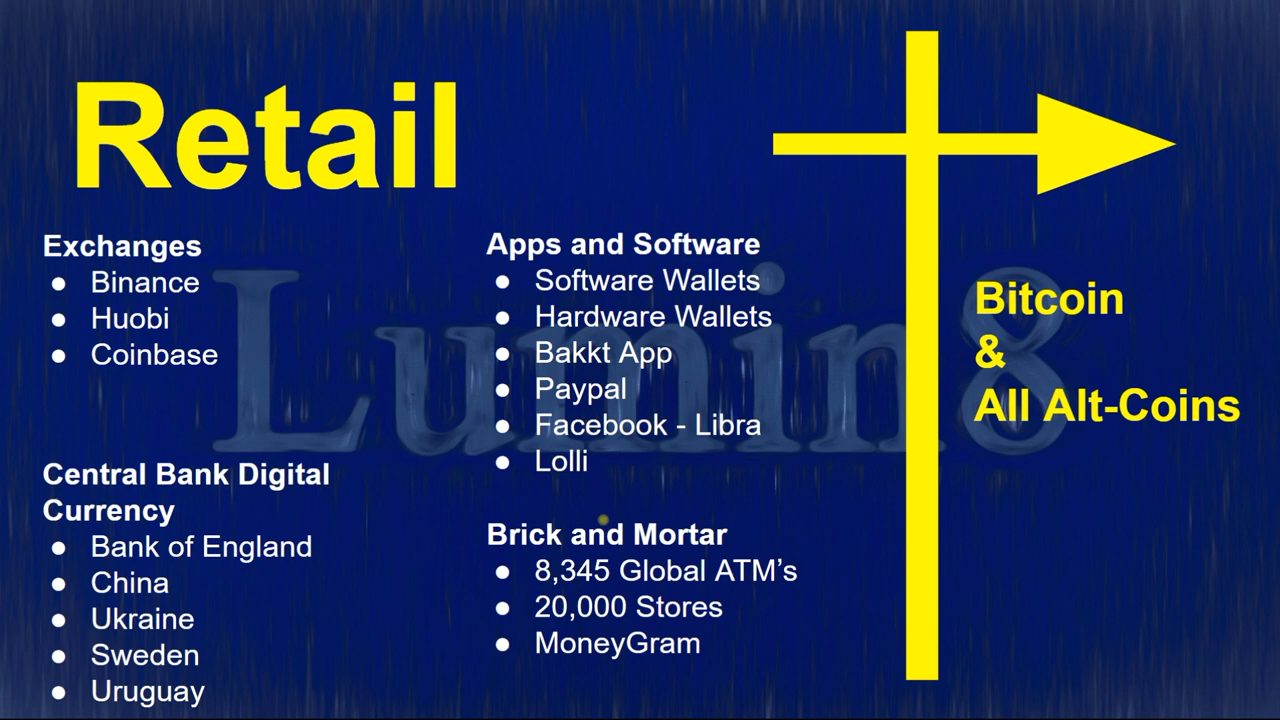 Retail
Exchanges
● Binance
● Huobi
● Coinbase
Central Bank Digital
Currency
● Bank of England
● China
● Ukraine
● Sweden
● Uruguay
Apps and Software
● Software Wallets
● Hardware Wallets
● Bakkt App
● Paypal
● Facebook - Libra
● Lolli
Brick and Mortar
● 8,345 Global ATM’s
● 20,000 Stores
● MoneyGram
Bitcoin
&
All Alt-Coins
Lumin8